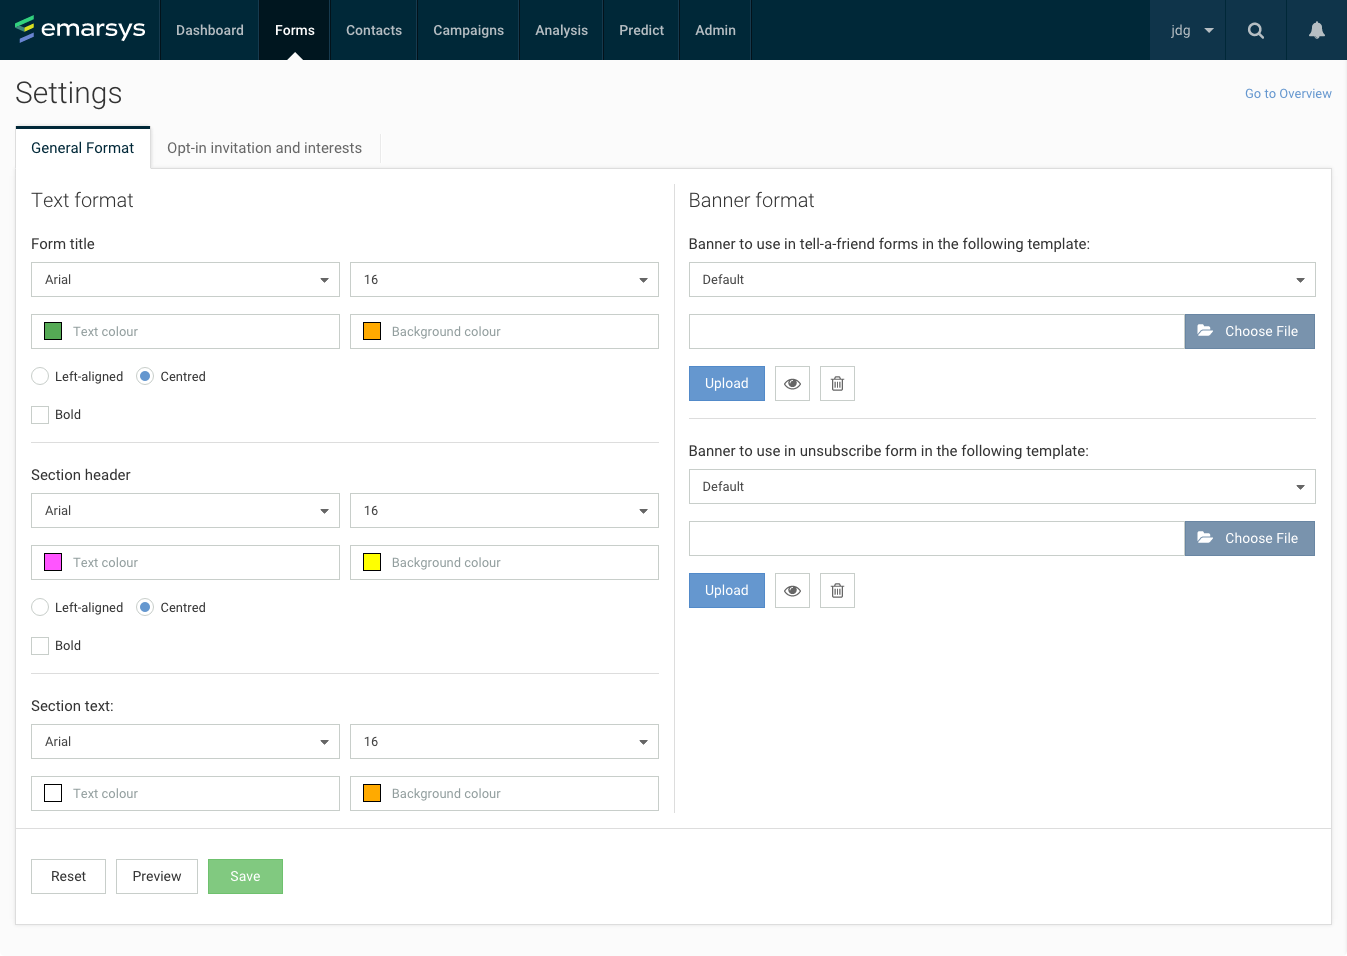 emarsys Dashboard Forms Contacts Campaigns Analysis Predict Admin jdg
Settings
Go to Overview
General Format Opt-in invitation and interests
Text format
Form title
Arial 16
Text colour Background colour
Left-aligned Centred
Bold
Section header
Arial 16
Text colour Background colour
Left-aligned Centred
Bold
Section text:
Arial 16
Text colour Background colour
Banner format
Banner to use in tell-a-friend forms in the following template:
Default
Choose File
Upload
Banner to use in unsubscribe form in the following template:
Default
Choose File
Upload
Reset Preview Save